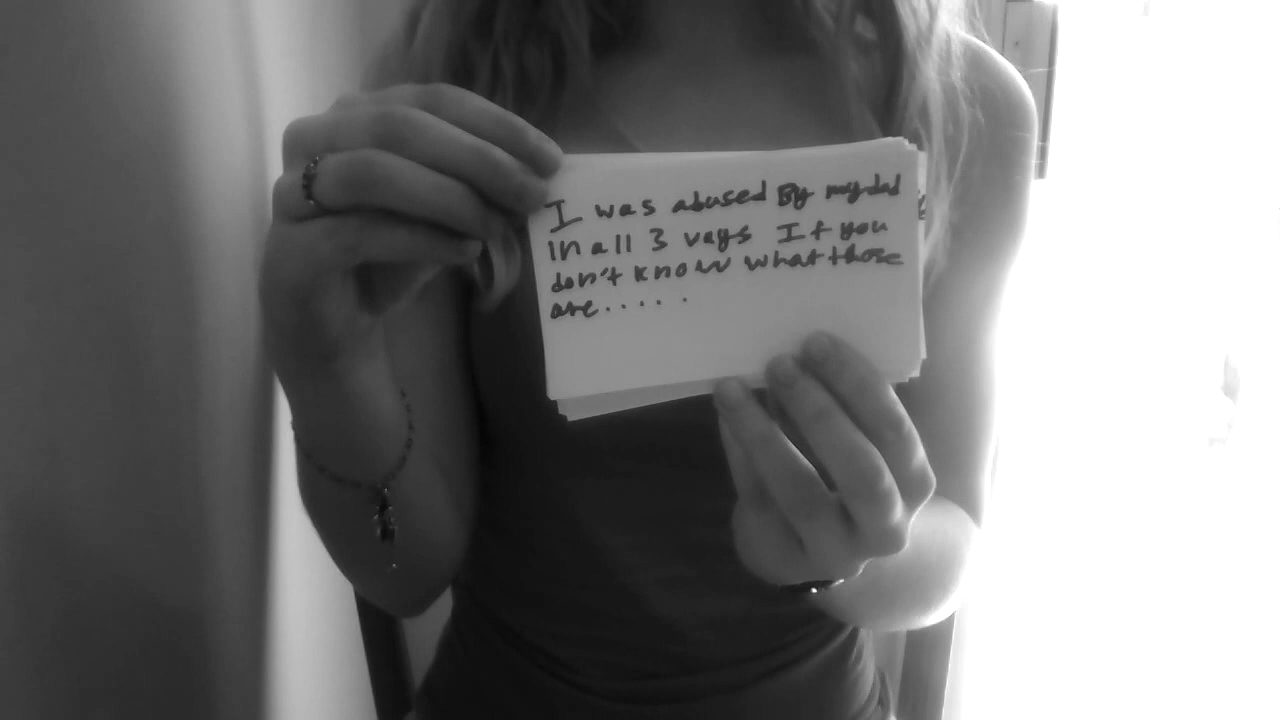 I was abused By my dad
in all 3 ways If you
don't know what those
are.....